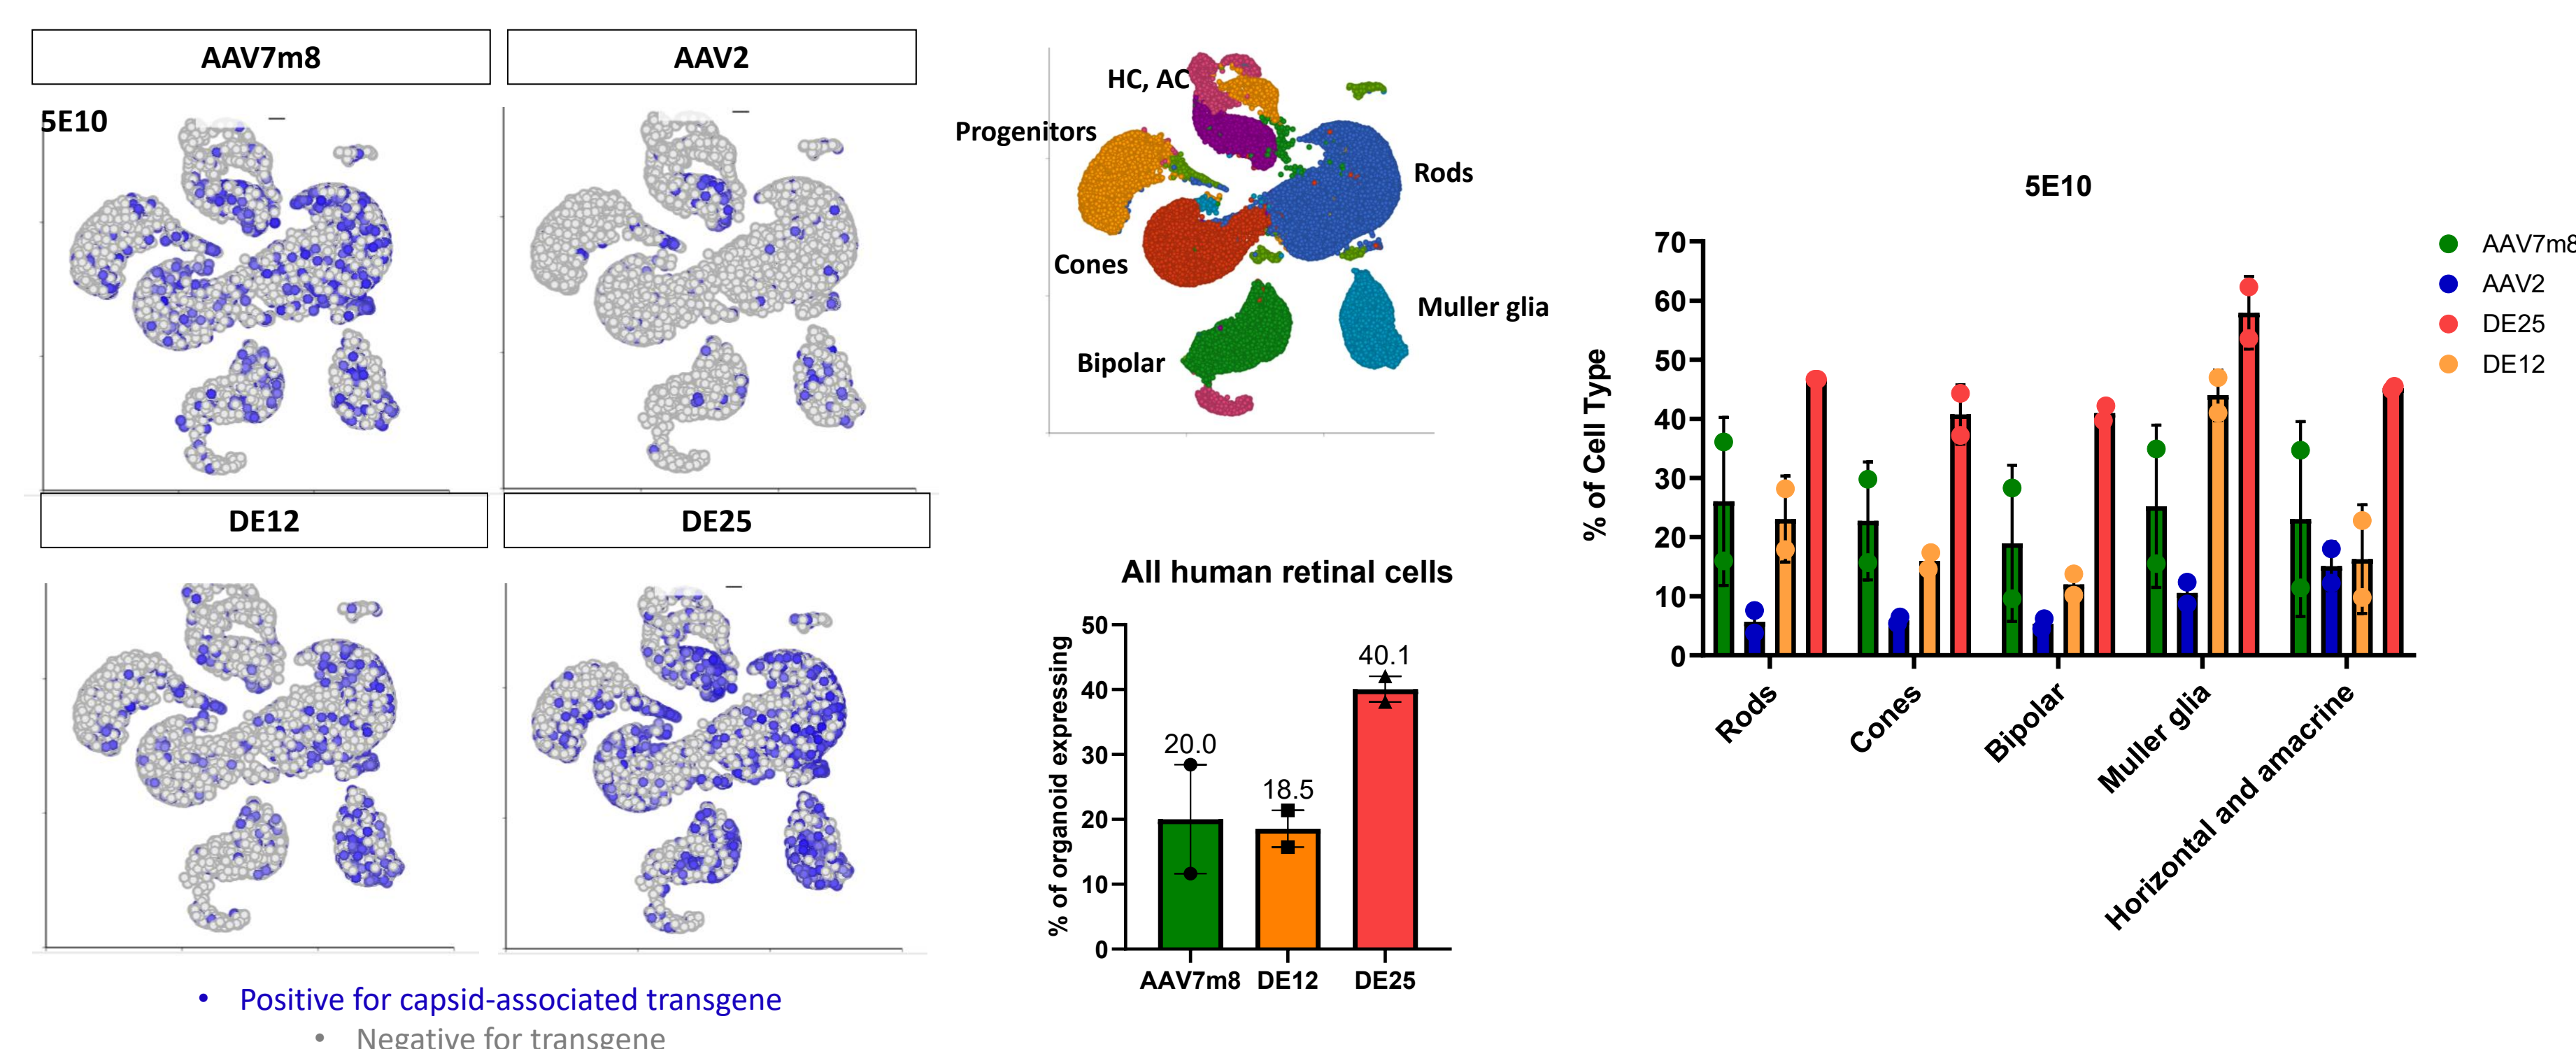 AAV7m8
AAV2
5E10
DE12
DE25
• Positive for capsid-associated transgene
• Negative for transgene
HC, AC
Progenitors
Rods
Cones
Muller glia
Bipolar
All human retinal cells
% of organoid expressing
50
40
30
20
10
0
20.0
18.5
40.1
AAV7m8
DE12
DE25
5E10
% of Cell Type
70
60
50
40
30
20
10
0
Rods
Cones
Bipolar
Muller glia
Horizontal and amacrine
AAV7m8
AAV2
DE25
DE12